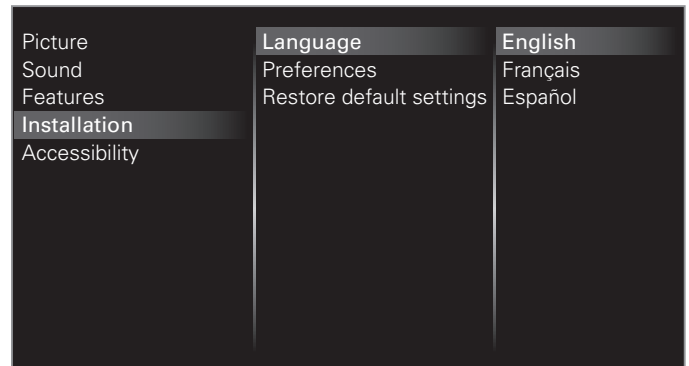 Picture
Sound
Features
Installation
Accessibility
Language
Preferences
Restore default settings
English
Français
Español